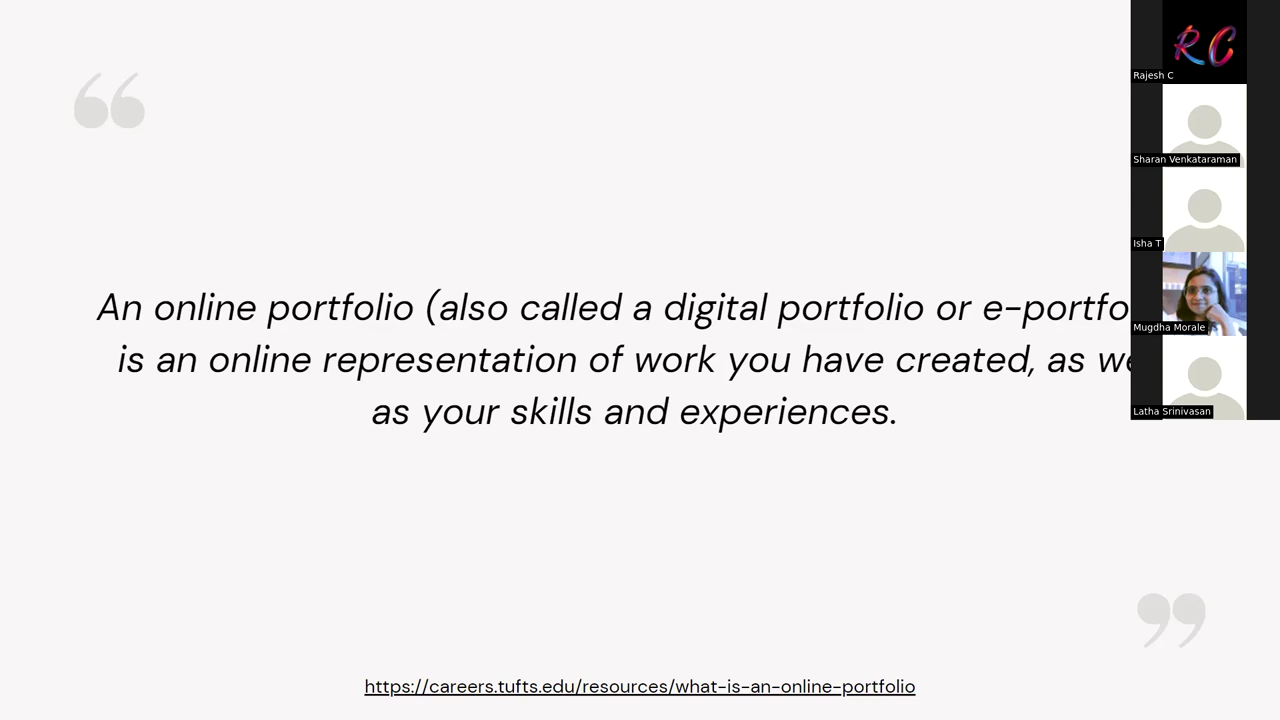 An online portfolio (also called a digital portfolio or e-portfo
is an online representation of work you have created, as we
as your skills and experiences.
https://careers.tufts.edu/resources/what-is-an-online-portfolio
RC
Rajesh C
Sharan Venkataraman
Isha T
Mugdha Morale
Latha Srinivasan